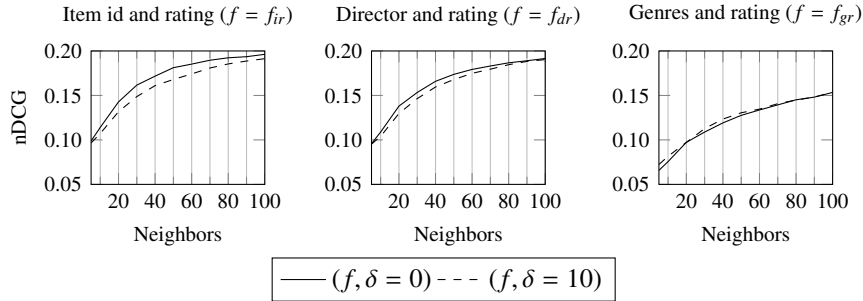 Item id and rating (f = f_ir)
Director and rating (f = f_dr)
Genres and rating (f = f_gr)
nDCG
0.20
0.15
0.10
0.05
20 40 60 80 100
Neighbors
0.20
0.15
0.10
0.05
20 40 60 80 100
Neighbors
0.20
0.15
0.10
0.05
20 40 60 80 100
Neighbors
(f, δ = 0) (f, δ = 10)